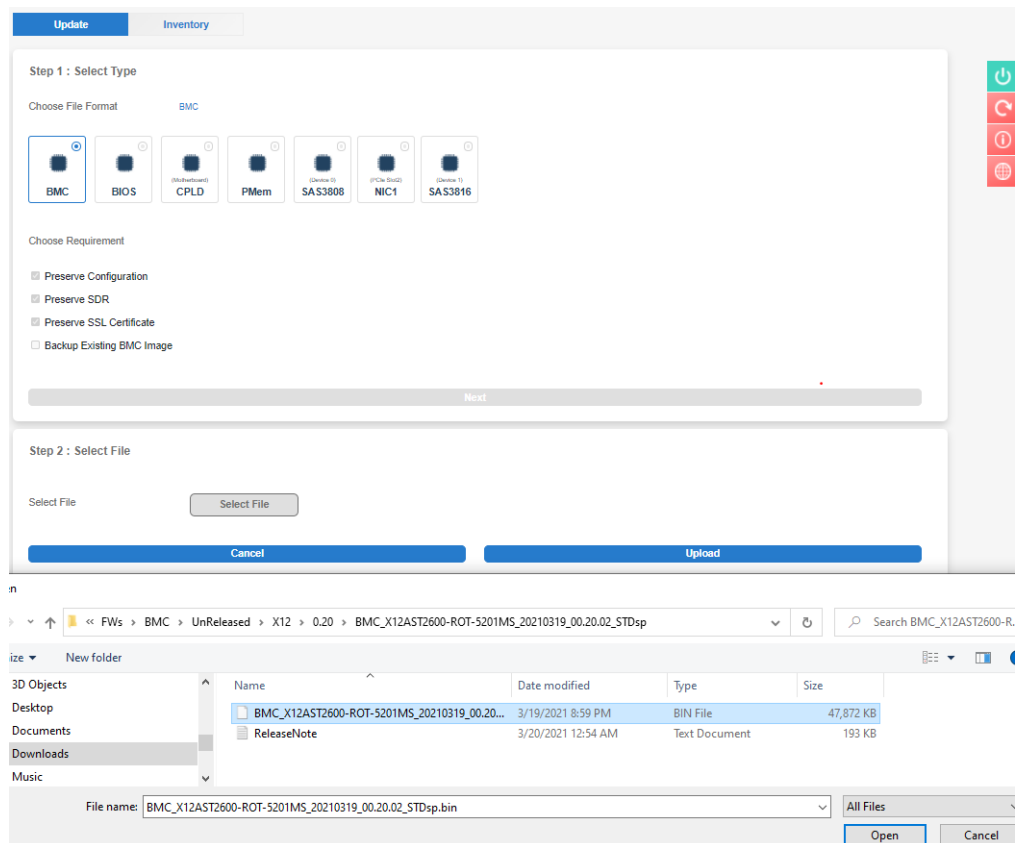 Update Inventory
Step 1 : Select Type
Choose File Format BMC
(Motherboard) (Device 0) (PCIe Slot2) (Device 1)
BMC BIOS CPLD PMem SAS3808 NIC1 SAS3816
Choose Requirement
Preserve Configuration
Preserve SDR
Preserve SSL Certificate
Backup Existing BMC Image
Next
Step 2 : Select File
Select File Select File
Cancel Upload
en
« FWs > BMC > UnReleased > X12 > 0.20 > BMC_X12AST2600-ROT-5201MS_20210319_00.20.02_STDsp Search BMC_X12AST2600-R...
ize New folder
3D Objects Name Date modified Type Size
Desktop BMC_X12AST2600-ROT-5201MS_20210319_00.20... 3/19/2021 8:59 PM BIN File 47,872 KB
Documents ReleaseNote 3/20/2021 12:54 AM Text Document 193 KB
Downloads
Music
File name: BMC_X12AST2600-ROT-5201MS_20210319_00.20.02_STDsp.bin All Files
Open Cancel